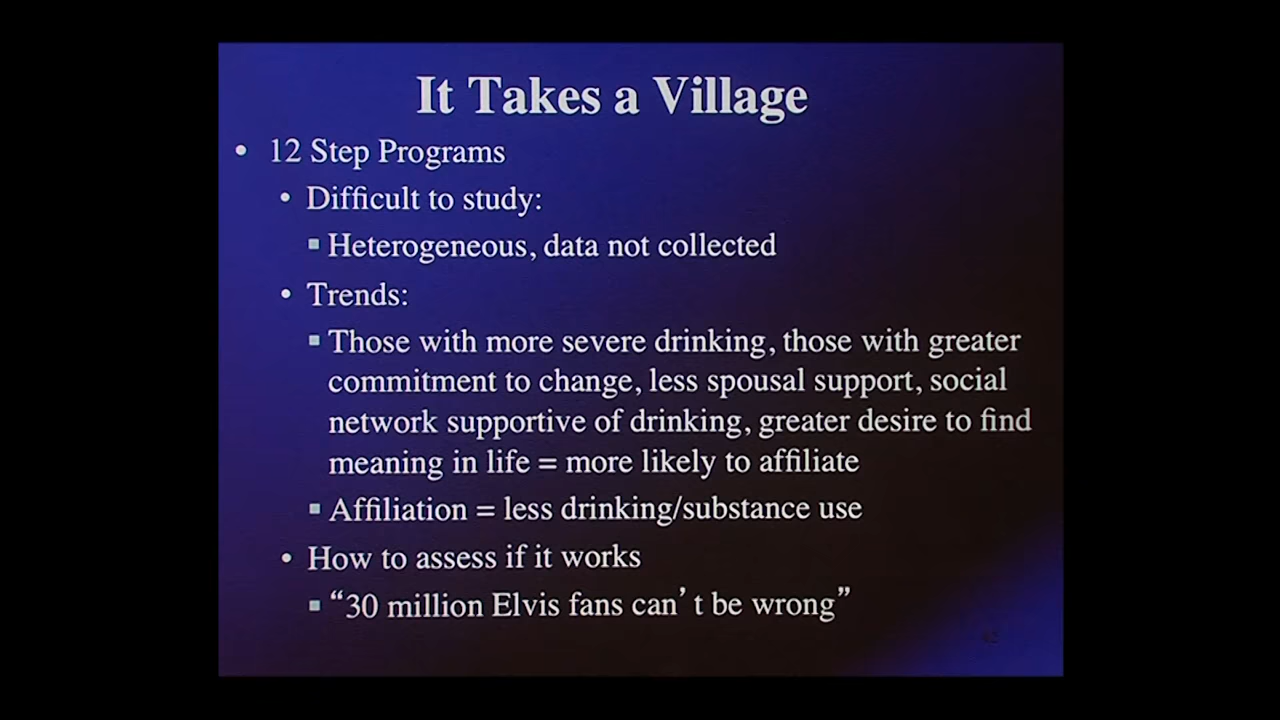 It Takes a Village
• 12 Step Programs
• Difficult to study:
▪ Heterogeneous, data not collected
• Trends:
▪ Those with more severe drinking, those with greater
commitment to change, less spousal support, social
network supportive of drinking, greater desire to find
meaning in life = more likely to affiliate
▪ Affiliation = less drinking/substance use
• How to assess if it works
▪ “30 million Elvis fans can’t be wrong”